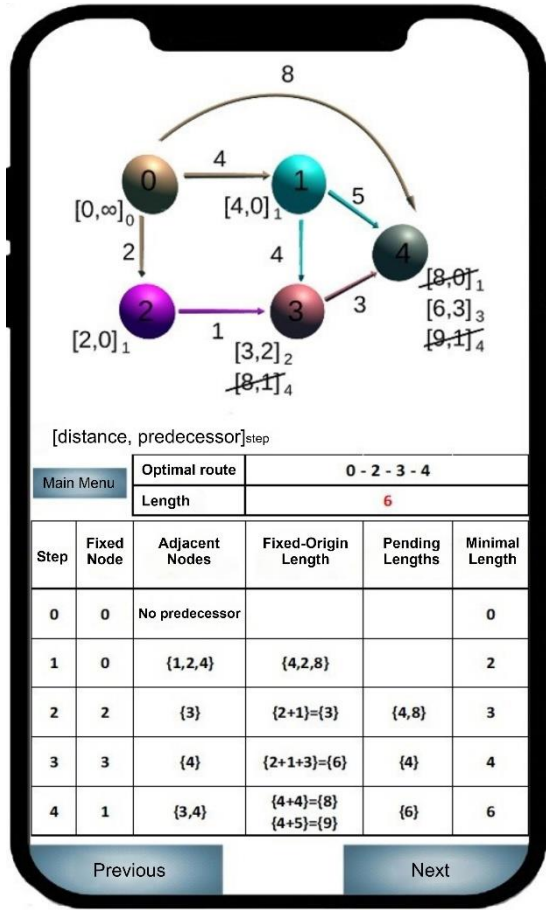 8
4
0
1
5
[0,∞]0
[4,0]1
2
4
4
[8,0]1
2
3
3
[6,3]3
[2,0]1
1
[3,2]2
[9,1]4
[8,1]4
[distance, predecessor]step
Main Menu
Optimal route 0 - 2 - 3 - 4
Length 6
Step Fixed Node Adjacent Nodes Fixed-Origin Length Pending Lengths Minimal Length
0 0 No predecessor 0
1 0 {1,2,4} {4,2,8} 2
2 2 {3} {2+1}={3} {4,8} 3
3 3 {4} {2+1+3}={6} {4} 4
4 1 {3,4} {4+4}={8} {4+5}={9} {6} 6
Previous Next